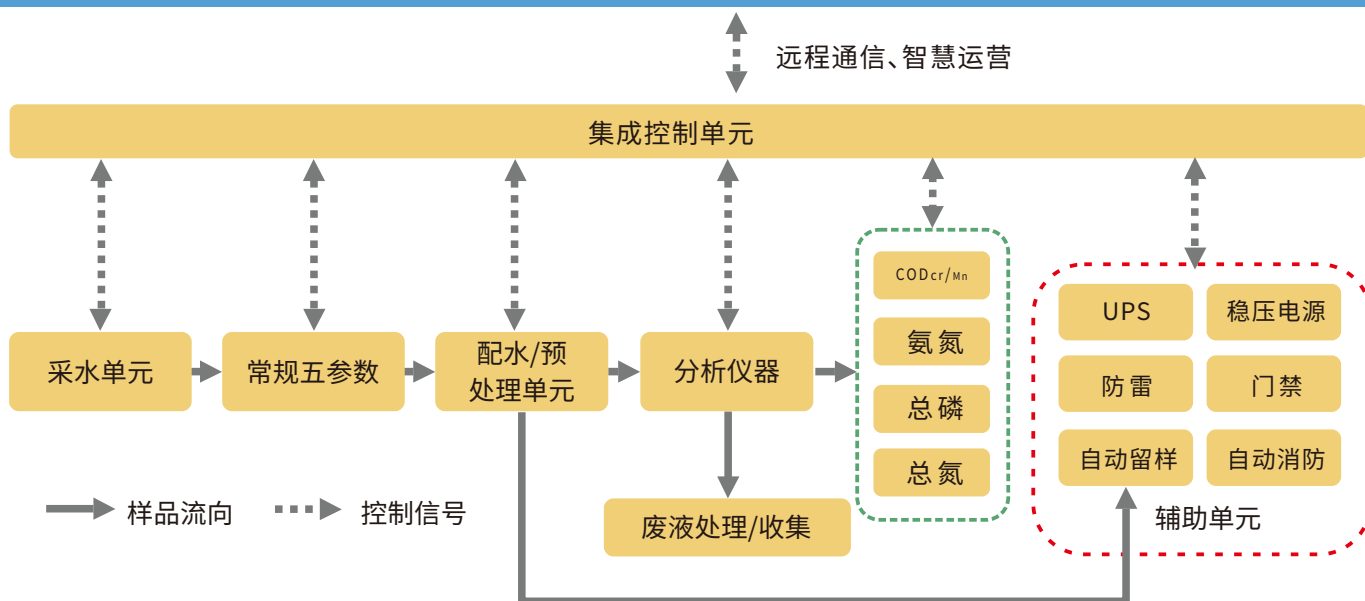 远程通信、智慧运营
集成控制单元
CODcr/Mn
氨氮
总磷
总氮
UPS
稳压电源
防雷
门禁
自动留样
自动消防
辅助单元
采水单元
常规五参数
配水/预
处理单元
分析仪器
废液处理/收集
样品流向
控制信号